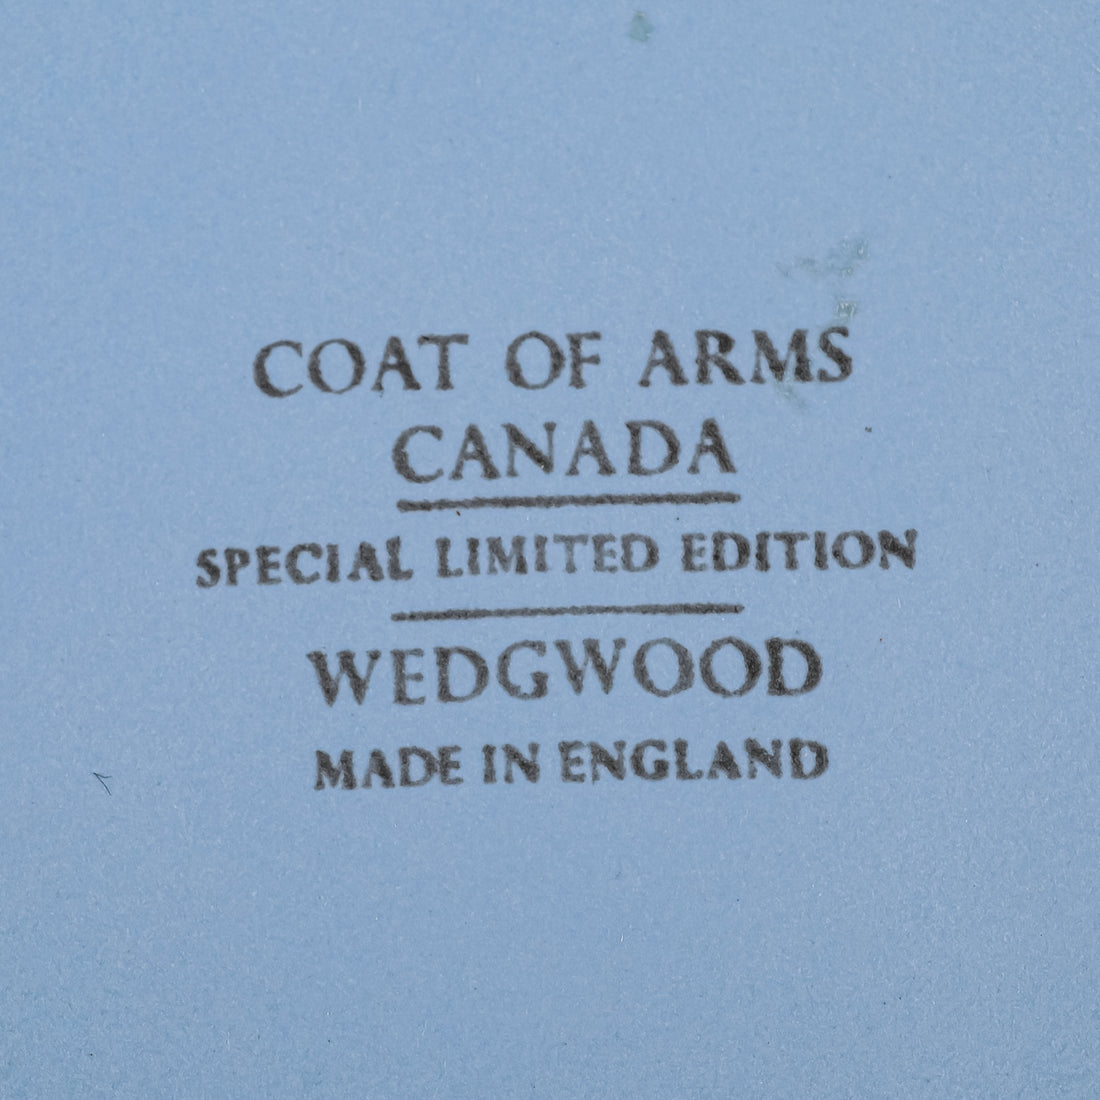 COAT OF ARMS
CANADA
SPECIAL LIMITED EDITION
WEDGWOOD
MADE IN ENGLAND